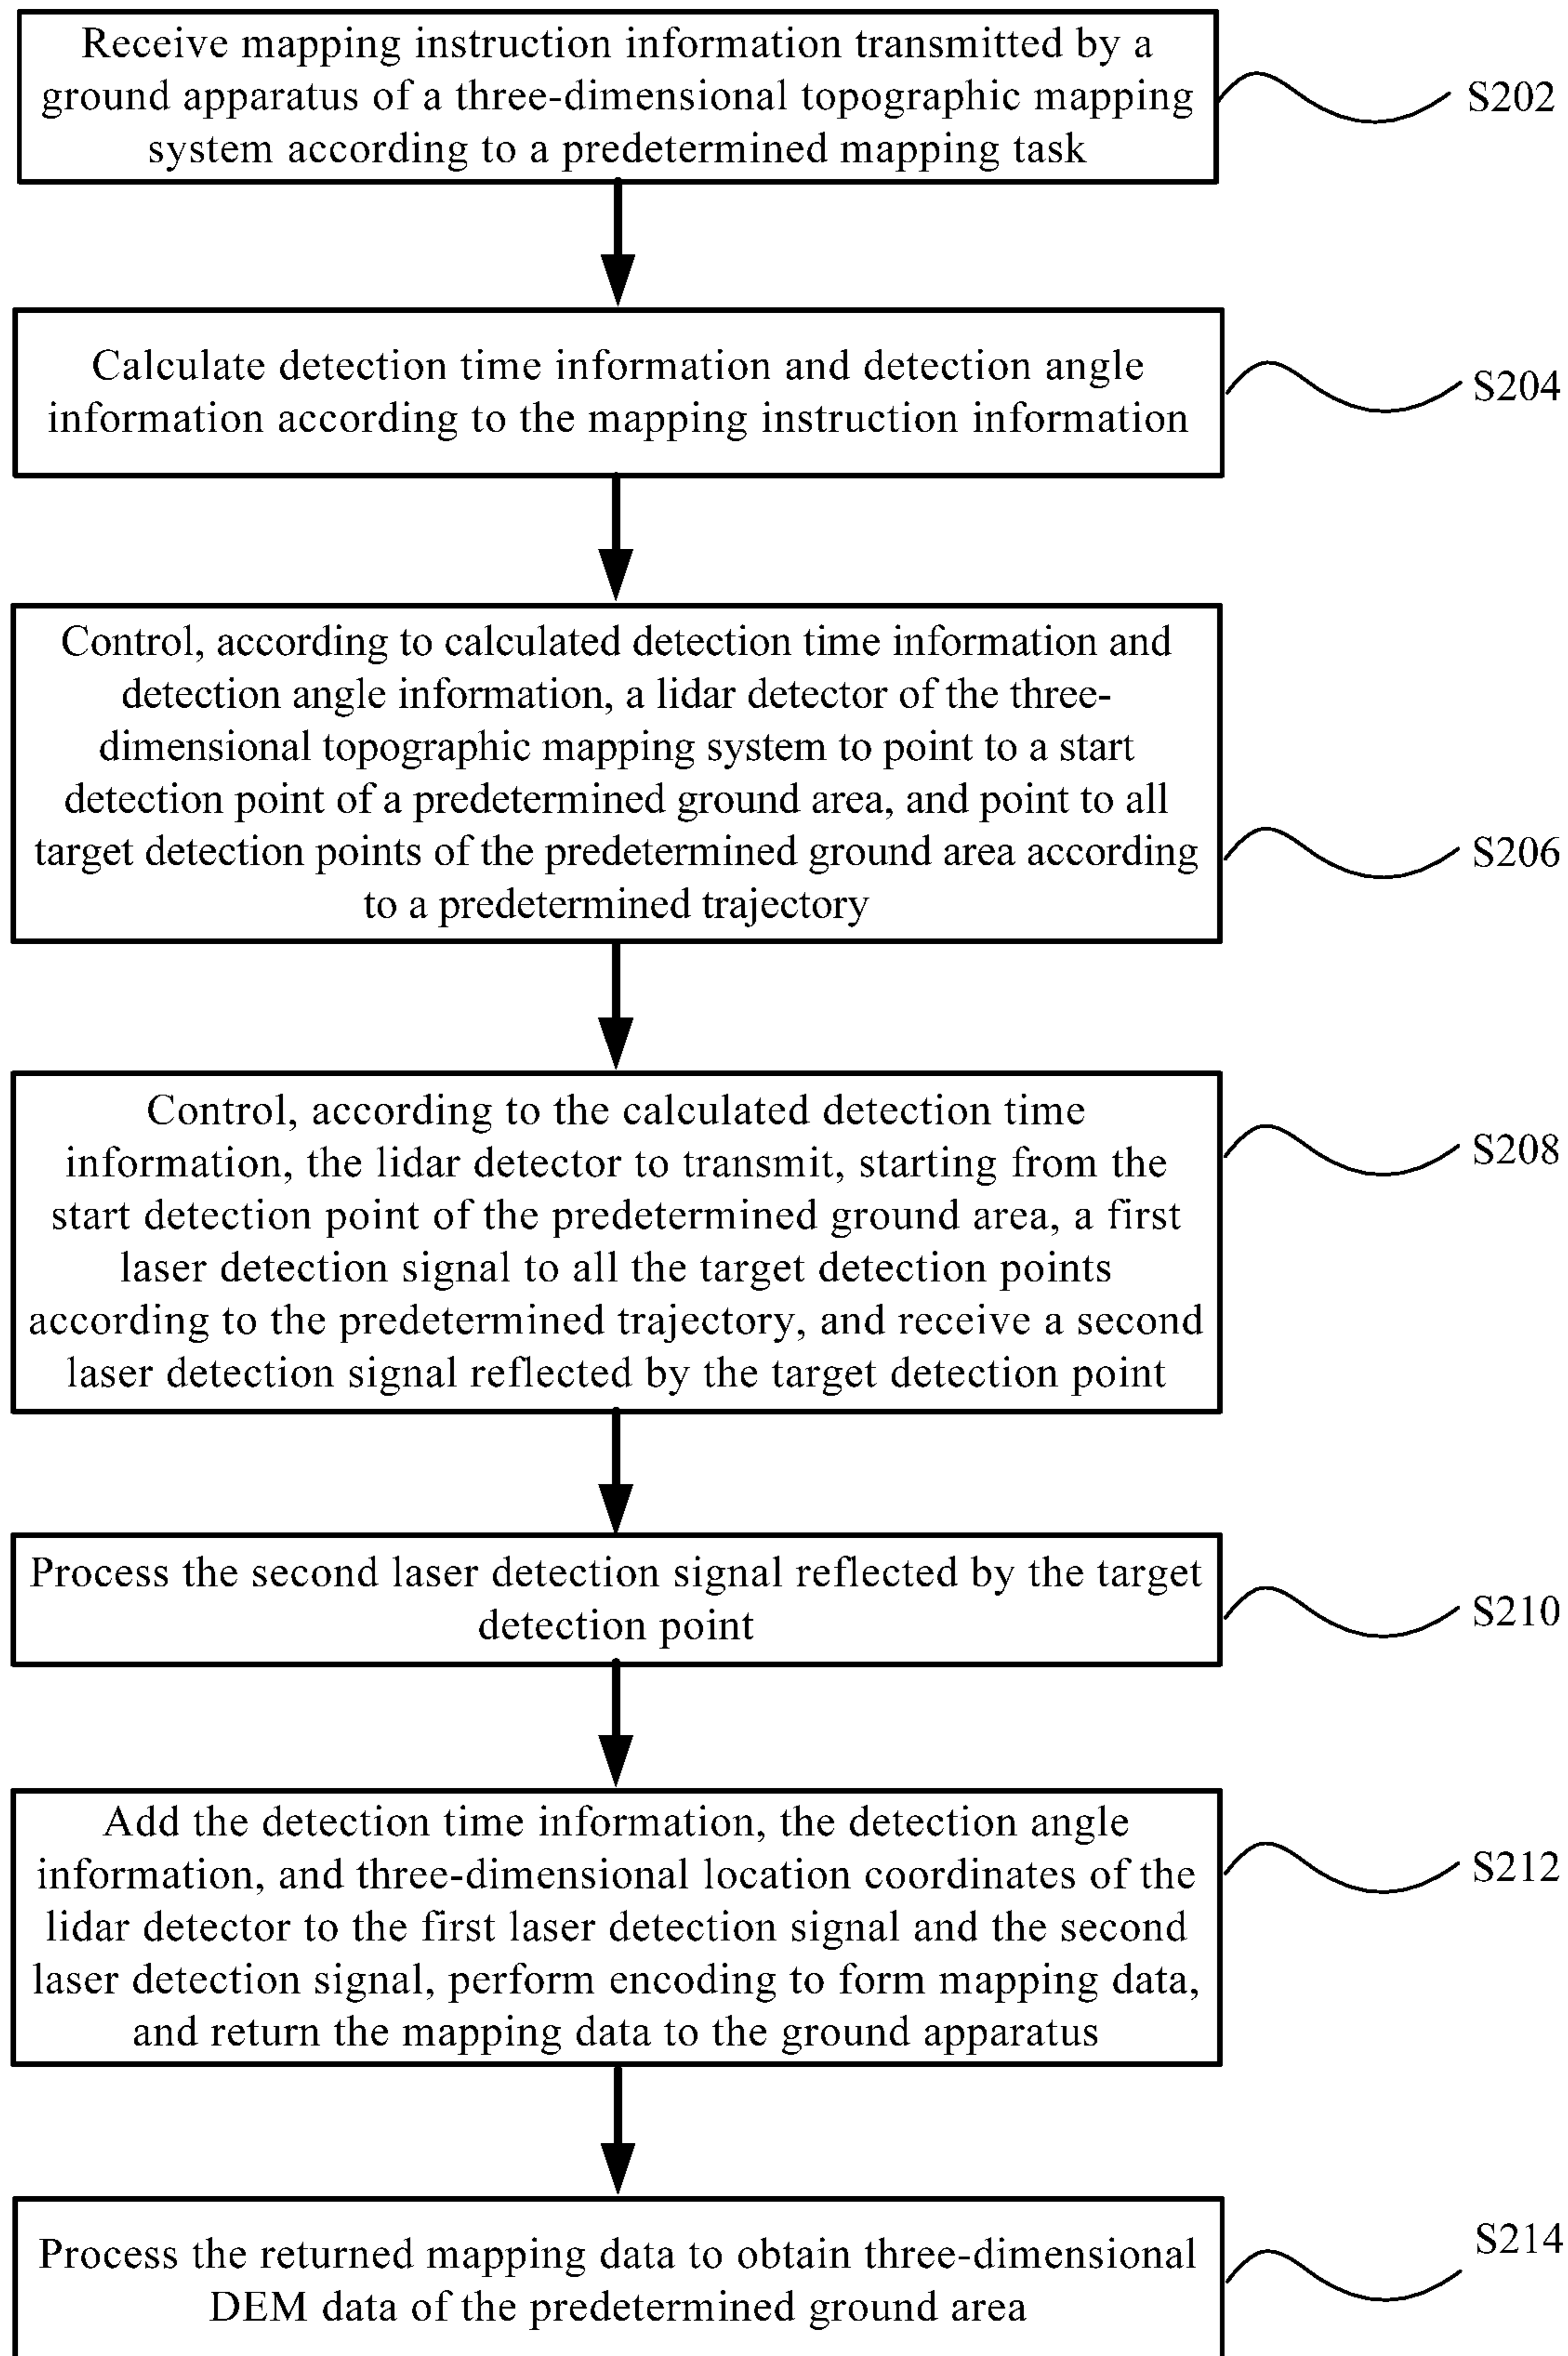 Receive mapping instruction information transmitted by a
ground apparatus of a three-dimensional topographic mapping
system according to a predetermined mapping task
S202
Calculate detection time information and detection angle
information according to the mapping instruction information
S204
Control, according to calculated detection time information and
detection angle information, a lidar detector of the three-
dimensional topographic mapping system to point to a start
detection point of a predetermined ground area, and point to all
target detection points of the predetermined ground area according
to a predetermined trajectory
S206
Control, according to the calculated detection time
information, the lidar detector to transmit, starting from the
start detection point of the predetermined ground area, a first
laser detection signal to all the target detection points
according to the predetermined trajectory, and receive a second
laser detection signal reflected by the target detection point
S208
Process the second laser detection signal reflected by the target
detection point
S210
Add the detection time information, the detection angle
information, and three-dimensional location coordinates of the
lidar detector to the first laser detection signal and the second
laser detection signal, perform encoding to form mapping data,
and return the mapping data to the ground apparatus
S212
Process the returned mapping data to obtain three-dimensional
DEM data of the predetermined ground area
S214